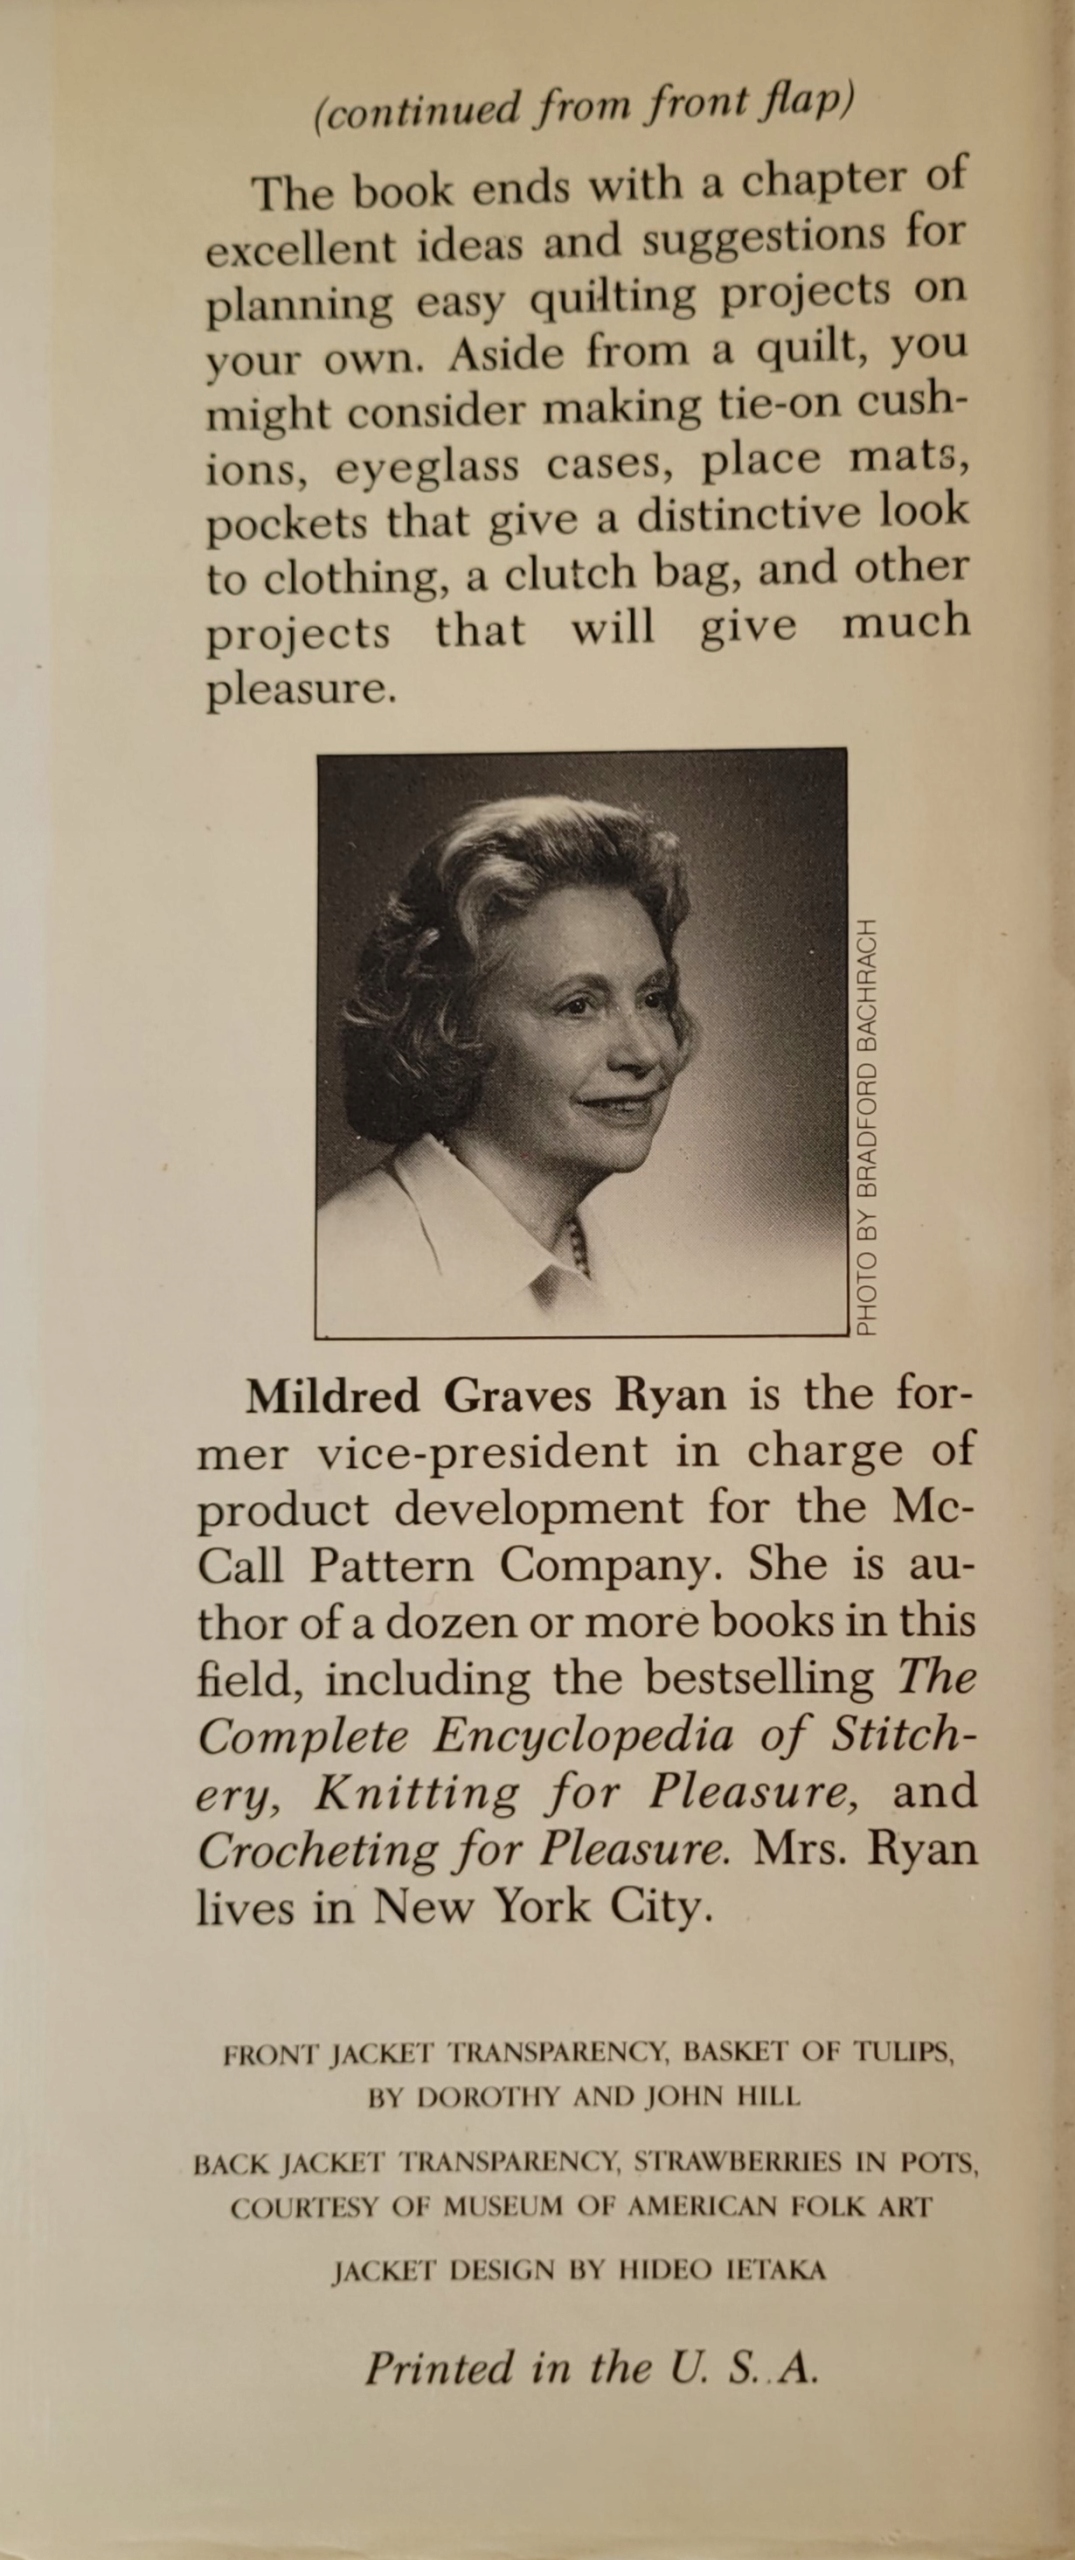 (continued from front flap)
The book ends with a chapter of
excellent ideas and suggestions for
planning easy quilting projects on
your own. Aside from a quilt, you
might consider making tie-on cush-
ions, eyeglass cases, place mats,
pockets that give a distinctive look
to clothing, a clutch bag, and other
projects that will give much
pleasure.
PHOTO BY BRADFORD BACHRACH
Mildred Graves Ryan is the for-
mer vice-president in charge of
product development for the Mc-
Call Pattern Company. She is au-
thor of a dozen or more books in this
field, including the bestselling The
Complete Encyclopedia of Stitch-
ery, Knitting for Pleasure, and
Crocheting for Pleasure. Mrs. Ryan
lives in New York City.
FRONT JACKET TRANSPARENCY, BASKET OF TULIPS,
BY DOROTHY AND JOHN HILL
BACK JACKET TRANSPARENCY, STRAWBERRIES IN POTS,
COURTESY OF MUSEUM OF AMERICAN FOLK ART
JACKET DESIGN BY HIDEO IETAKA
Printed in the U. S. A.